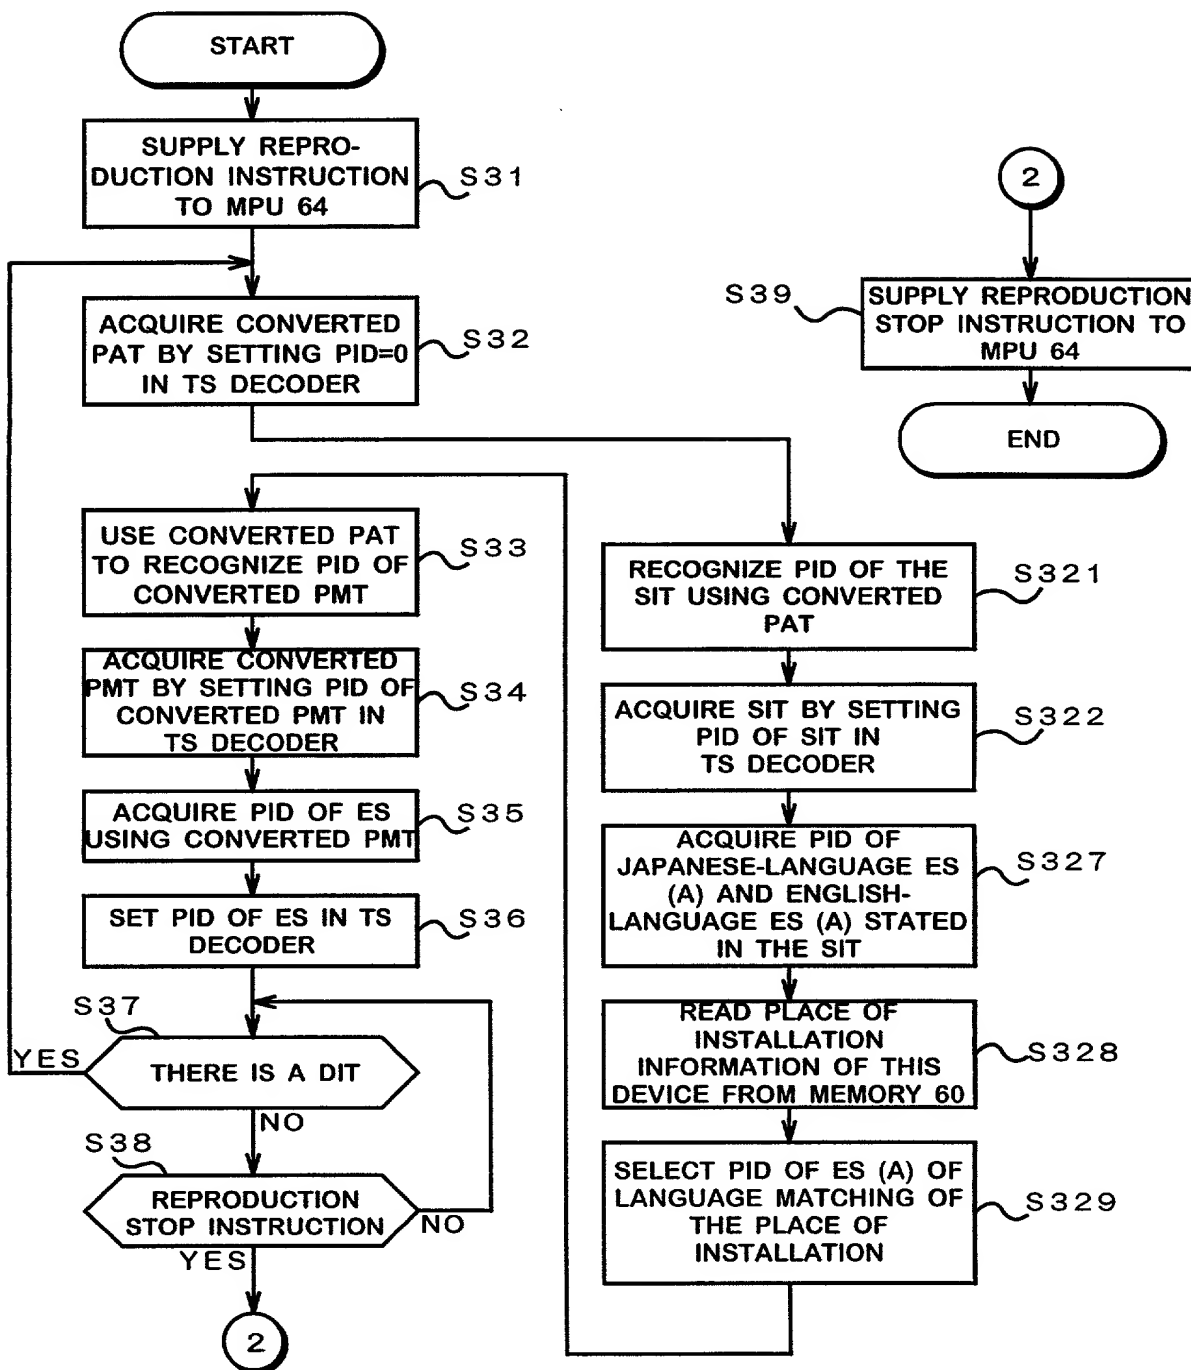 START
SUPPLY REPRO-
DUCTION INSTRUCTION
TO MPU 64
S31
ACQUIRE CONVERTED
PAT BY SETTING PID=0
IN TS DECODER
S32
RECOGNIZE PID OF THE
SIT USING CONVERTED
PAT
S321
ACQUIRE SIT BY SETTING
PID OF SIT IN
TS DECODER
S322
ACQUIRE PID OF
JAPANESE-LANGUAGE ES
(A) AND ENGLISH-
LANGUAGE ES (A) STATED
IN THE SIT
S327
READ PLACE OF
INSTALLATION
INFORMATION OF THIS
DEVICE FROM MEMORY 60
S328
SELECT PID OF ES (A) OF
LANGUAGE MATCHING OF
THE PLACE OF
INSTALLATION
S329
USE CONVERTED PAT
TO RECOGNIZE PID OF
CONVERTED PMT
S33
ACQUIRE CONVERTED
PMT BY SETTING PID OF
CONVERTED PMT IN
TS DECODER
S34
ACQUIRE PID OF ES
USING CONVERTED PMT
S35
SET PID OF ES IN TS
DECODER
S36
S37
YES
THERE IS A DIT
NO
S38
REPRODUCTION
STOP INSTRUCTION
NO
YES
2
2
S39
SUPPLY REPRODUCTION
STOP INSTRUCTION TO
MPU 64
END